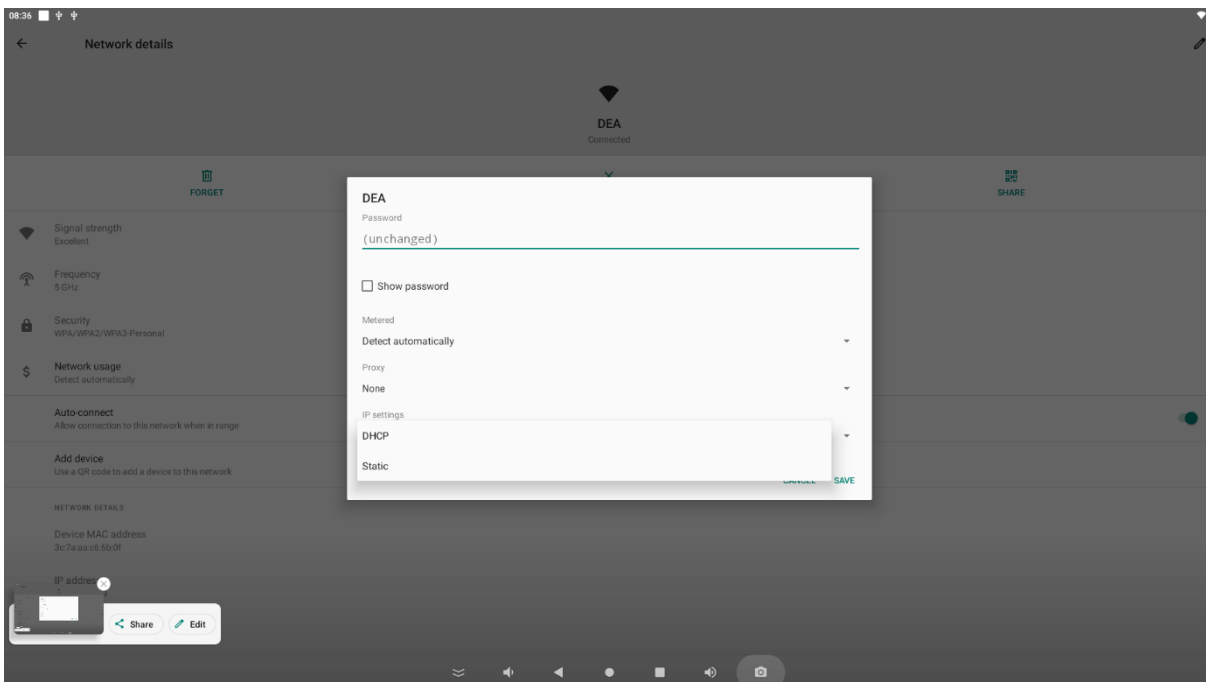 08:36
Network details
DEA
Connected
FORGET
SHARE
Signal strength
Excellent
Frequency
5 GHz
Security
WPA/WPA2/WPA3-Personal
Network usage
Detect automatically
Auto-connect
Allow connection to this network when in range
Add device
Use a QR code to add a device to this network
NETWORK DETAILS
Device MAC address
3c:7a:aa:c6:6b:0f
IP address
DEA
Password
(unchanged)
Show password
Metered
Detect automatically
Proxy
None
IP settings
DHCP
Static
CANCEL SAVE
Share Edit